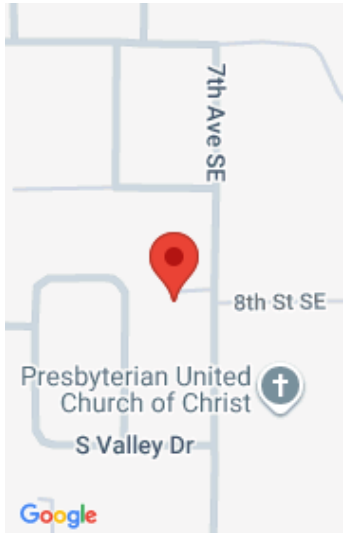 7th Ave SE
8th St SE
Presbyterian United
Church of Christ
S Valley Dr
Google